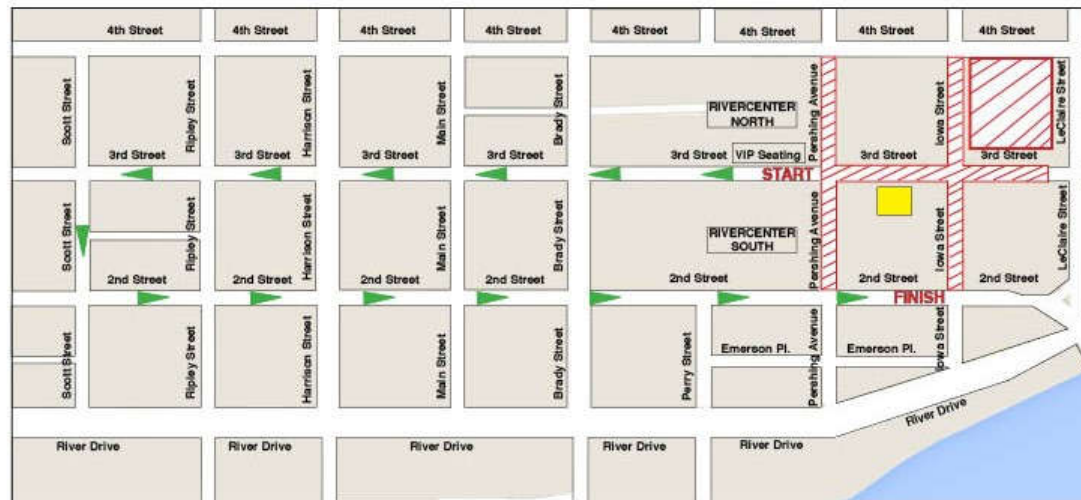 4th Street 4th Street 4th Street 4th Street 4th Street 4th Street 4th Street 4th Street
Scott Street Ripley Street Harrison Street Main Street Brady Street Pershing Avenue Iowa Street LeClaire Street
RIVERCENTER
NORTH
VIP Seating
3rd Street 3rd Street 3rd Street 3rd Street 3rd Street 3rd Street 3rd Street
START
Scott Street Ripley Street Harrison Street Main Street Brady Street Pershing Avenue Iowa Street LeClaire Street
RIVERCENTER
SOUTH
2nd Street 2nd Street 2nd Street 2nd Street 2nd Street 2nd Street 2nd Street
FINISH
Scott Street Ripley Street Harrison Street Main Street Brady Street Perry Street Pershing Avenue Iowa Street
Emerson Pl. Emerson Pl.
River Drive
River Drive River Drive River Drive River Drive River Drive